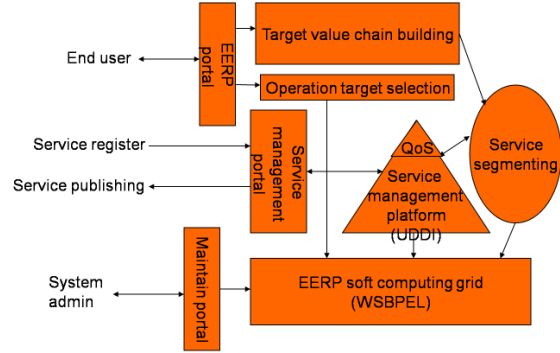 Target value chain building
End user
EERP
portal
Operation target selection
Service register
Service
management
portal
QoS
Service
segmenting
Service publishing
Service
management
platform
(UDDI)
Maintain portal
System
admin
EERP soft computing grid
(WSBPEL)